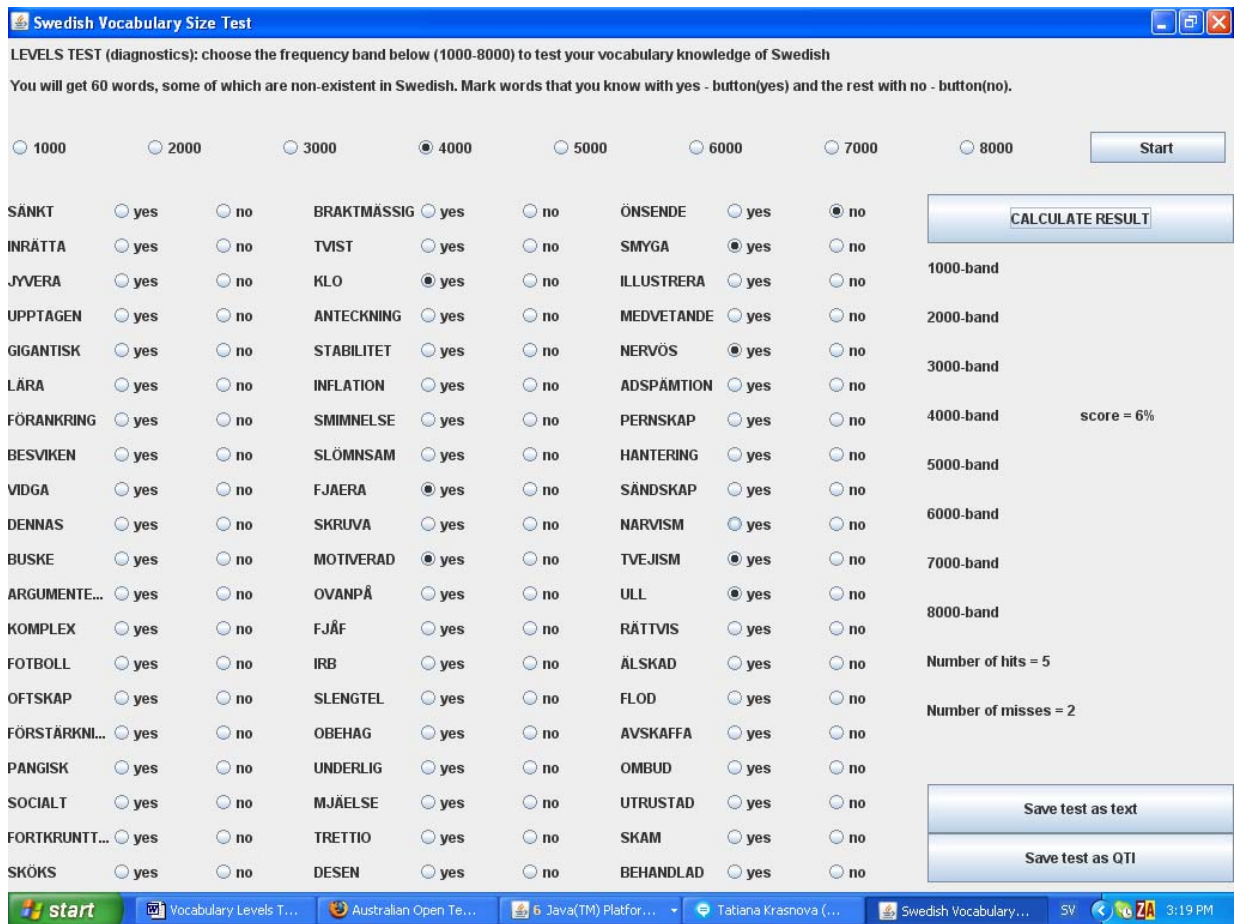 Swedish Vocabulary Size Test
LEVELS TEST (diagnostics): choose the frequency band below (1000-8000) to test your vocabulary knowledge of Swedish
You will get 60 words, some of which are non-existent in Swedish. Mark words that you know with yes - button(yes) and the rest with no - button(no).
1000 2000 3000 4000 5000 6000 7000 8000 Start
SÄNKT yes no BRAKTMÄSSIG yes no ÖNSENDE yes no
INRÄTTA yes no TVIST yes no SMYGA yes no
JYVERA yes no KLO yes no ILLUSTRERA yes no
UPPTAGEN yes no ANTECKNING yes no MEDVETANDE yes no
GIGANTISK yes no STABILITET yes no NERVÖS yes no
LÄRA yes no INFLATION yes no ADSPÄMTION yes no
FÖRANKRING yes no SMIMNELSE yes no PERNSKAP yes no
BESVIKEN yes no SLÖMNSAM yes no HANTERING yes no
VIDGA yes no FJAERA yes no SÄNDSKAP yes no
DENNAS yes no SKRUVA yes no NARVISM yes no
BUSKE yes no MOTIVERAD yes no TVEJISM yes no
ARGUMENTE... yes no OVANPÅ yes no ULL yes no
KOMPLEX yes no FJÅF yes no RÄTTVIS yes no
FOTBOLL yes no IRB yes no ÄLSKAD yes no
OFTSKAP yes no SLENGTEL yes no FLOD yes no
FÖRSTÄRKNI... yes no OBEHAG yes no AVSKAFFA yes no
PANGISK yes no UNDERLIG yes no OMBUD yes no
SOCIALT yes no MJÄELSE yes no UTRUSTAD yes no
FORTKRUNTT... yes no TRETTIO yes no SKAM yes no
SKÖKS yes no DESEN yes no BEHANDLAD yes no
CALCULATE RESULT
1000-band
2000-band
3000-band
4000-band score = 6%
5000-band
6000-band
7000-band
8000-band
Number of hits = 5
Number of misses = 2
Save test as text
Save test as QTI
start Vocabulary Levels T... Australian Open Te... 6 Java(TM) Platfor... Tatiana Krasnova (... Swedish Vocabulary... SV ZA 3:19 PM